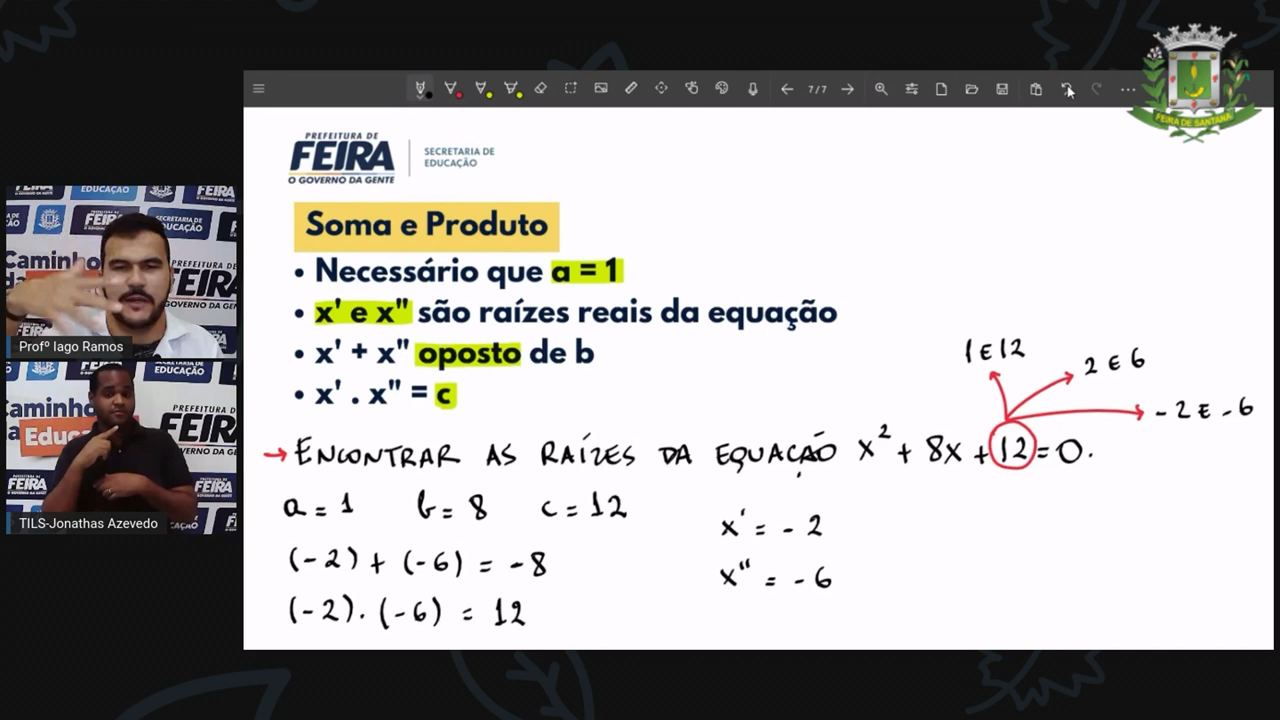 FEIRA DE SANTANA
7/7
PREFEITURA DE
FEIRA
O GOVERNO DA GENTE
SECRETARIA DE
EDUCAÇÃO
Soma e Produto
• Necessário que a = 1
• x' e x" são raízes reais da equação
• x' + x" oposto de b
• x' . x" = c
1 E 12
2 E 6
-2 E -6
→ ENCONTRAR AS RAÍZES DA EQUAÇÃO x² + 8x + 12 = 0.
a = 1 b = 8 c = 12
(-2) + (-6) = -8
(-2) . (-6) = 12
x' = - 2
x" = - 6
Profº Iago Ramos
TILS-Jonathas Azevedo